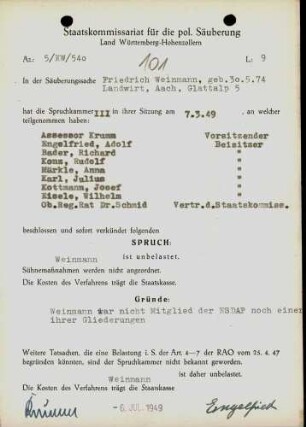 Staatskommissariat für die pol. Säuberung
Land Württemberg-Hohenzollern
Az: 5/KW/540 101 L: 9
In der Säuberungssache Friedrich Weinmann, geb.30.5.74
Landwirt, Aach, Glattalp 5
hat die Spruchkammer III in ihrer Sitzung am 7.3.49 , an welcher
teilgenommen haben:
Assessor Krumm Vorsitzender
Engelfried, Adolf Beisitzer
Bader, Richard "
Konn, Rudolf "
Märkle, Anna "
Karl, Julius "
Kottmann, Josef "
Eisele, Wilhelm "
Ob.Reg.Rat Dr.Schmid Vertr.d.Staatskommiss.
beschlossen und sofort verkündet folgenden
SPRUCH:
Weinmann ist unbelastet.
Sühnemaßnahmen werden nicht angeordnet.
Die Kosten des Verfahrens trägt die Staatskasse.
Gründe:
Weinmann war nicht Mitglied der NSDAP noch einer
ihrer Gliederungen
Weitere Tatsachen, die eine Belastung i. S. der Art. 4—7 der RAO vom 25. 4. 47
begründen könnten, sind der Spruchkammer nicht bekannt geworden.
Weinmann ist daher unbelastet.
Die Kosten des Verfahrens trägt die Staatskasse
Krumm -6. JUL. 1949 Engelfried